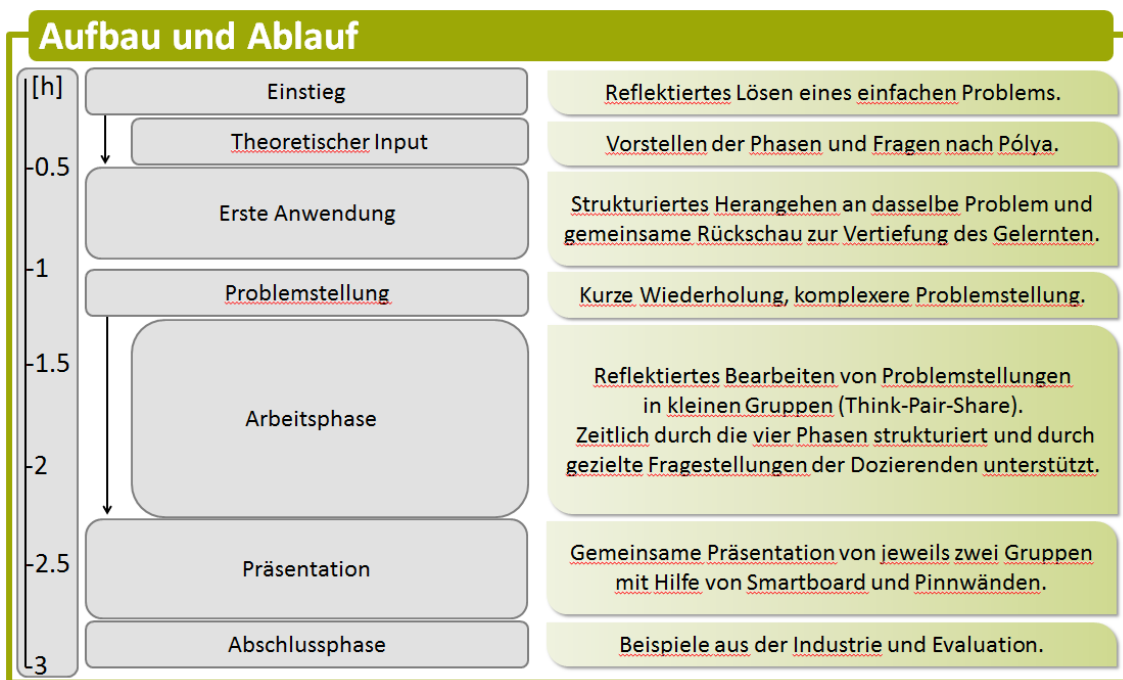 Aufbau und Ablauf
[h]
Einstieg
Reflektiertes Lösen eines einfachen Problems.
Theoretischer Input
Vorstellen der Phasen und Fragen nach Pólya.
-0.5
Erste Anwendung
Strukturiertes Herangehen an dasselbe Problem und
gemeinsame Rückschau zur Vertiefung des Gelernten.
-1
Problemstellung
Kurze Wiederholung, komplexere Problemstellung.
-1.5
Arbeitsphase
Reflektiertes Bearbeiten von Problemstellungen
in kleinen Gruppen (Think-Pair-Share).
Zeitlich durch die vier Phasen strukturiert und durch
gezielte Fragestellungen der Dozierenden unterstützt.
-2
-2.5
Präsentation
Gemeinsame Präsentation von jeweils zwei Gruppen
mit Hilfe von Smartboard und Pinnwänden.
Abschlussphase
Beispiele aus der Industrie und Evaluation.
-3